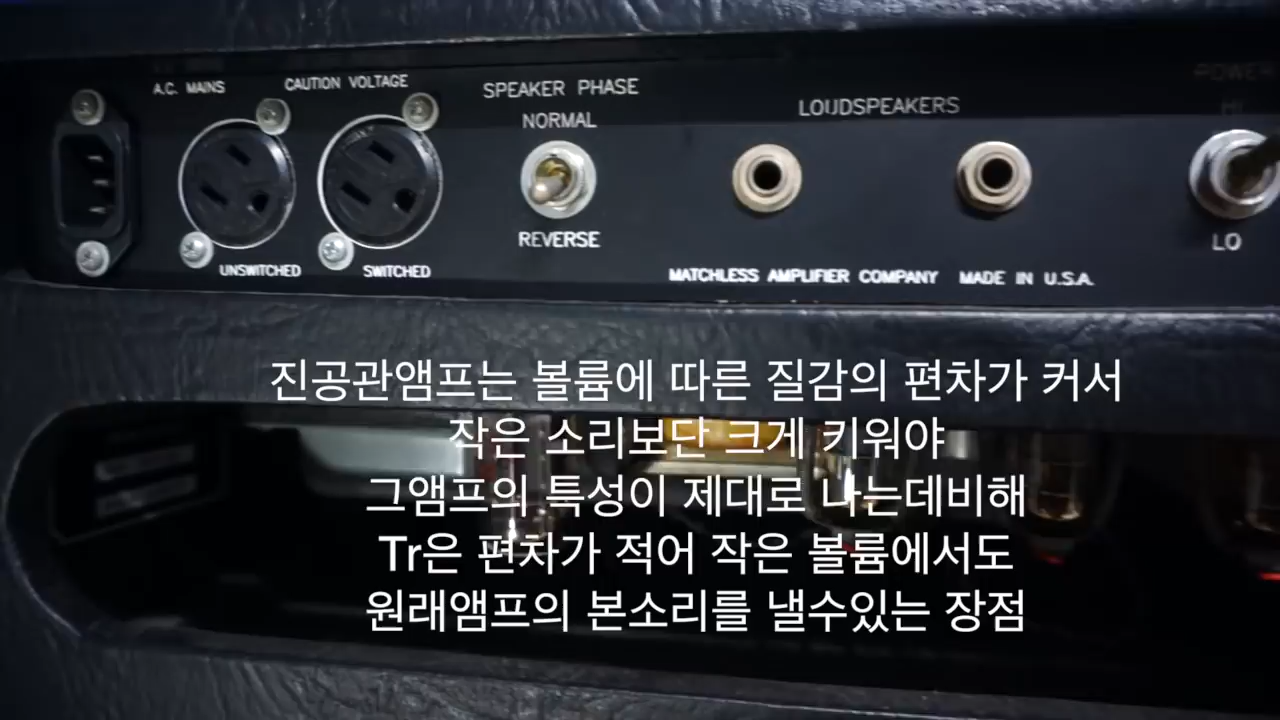 A.C. MAINS
CAUTION VOLTAGE
SPEAKER PHASE
NORMAL
LOUDSPEAKERS
POWER
HI
REVERSE
LO
UNSWITCHED
SWITCHED
MATCHLESS AMPLIFIER COMPANY MADE IN U.S.A.
진공관앰프는 볼륨에 따른 질감의 편차가 커서
작은 소리보단 크게 키워야
그앰프의 특성이 제대로 나는데비해
Tr은 편차가 적어 작은 볼륨에서도
원래앰프의 본소리를 낼수있는 장점